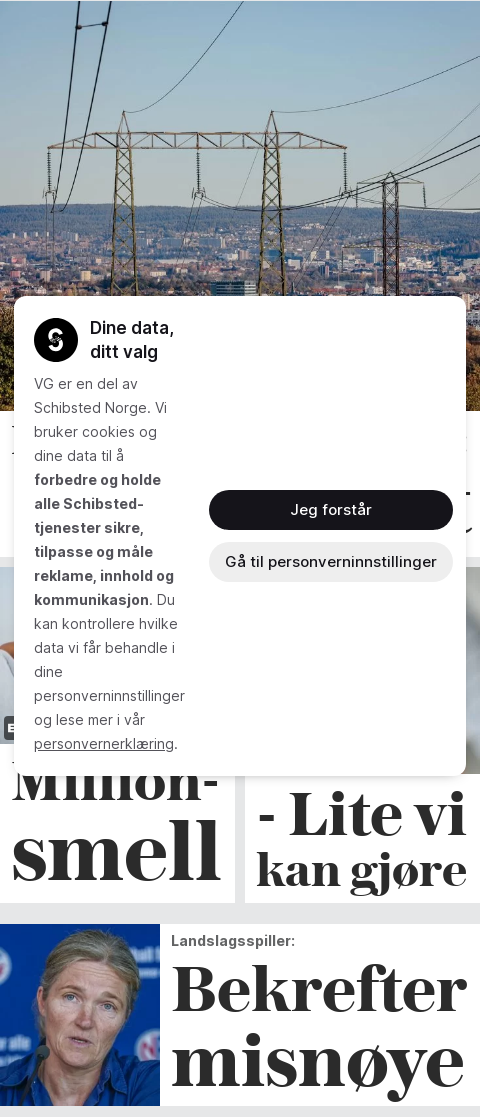 Dine data,
ditt valg
VG er en del av
Schibsted Norge. Vi
bruker cookies og
dine data til å
forbedre og holde
alle Schibsted-
tjenester sikre,
tilpasse og måle
reklame, innhold og
kommunikasjon. Du
kan kontrollere hvilke
data vi får behandle i
dine
personverninnstillinger
og lese mer i vår
personvernerklæring.
Jeg forstår
Gå til personverninnstillinger
Million-
smell
- Lite vi
kan gjøre
Landslagsspiller:
Bekrefter
misnøye